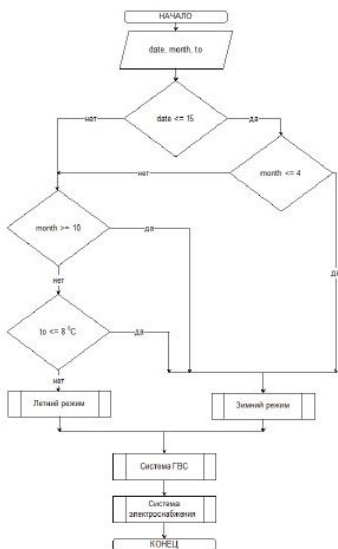 НАЧАЛО
date, month, to
date <= 15
нет
да
month <= 4
нет
да
month >= 10
да
нет
to <= 8 °C
да
нет
Летний режим
Зимний режим
Система ГВС
Система
электроснабжения
КОНЕЦ